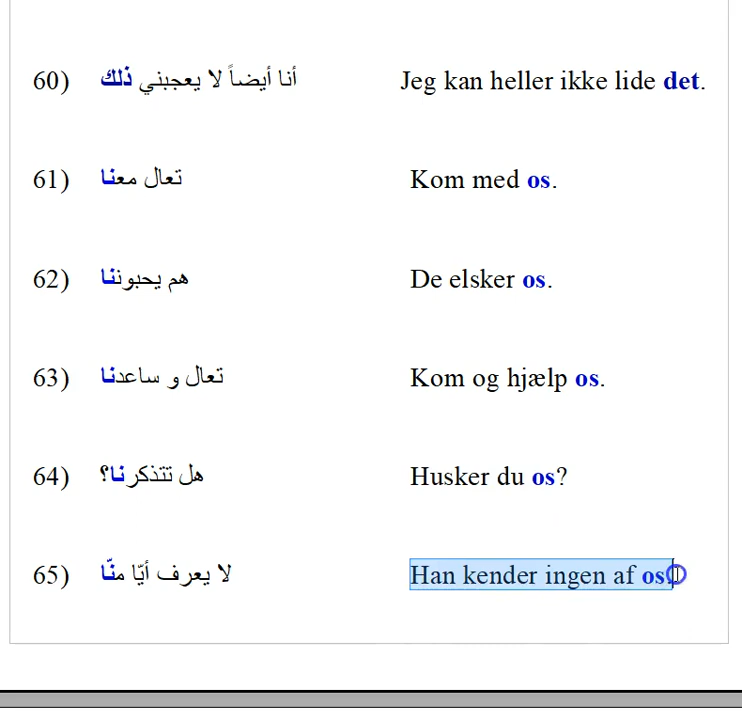 60) أنا أيضاً لا يعجبني ذلك Jeg kan heller ikke lide det.
61) تعال معنا Kom med os.
62) هم يحبوننا De elsker os.
63) تعال و ساعدنا Kom og hjælp os.
64) هل تتذكرنا؟ Husker du os?
65) لا يعرف أيّا منّا Han kender ingen af os.